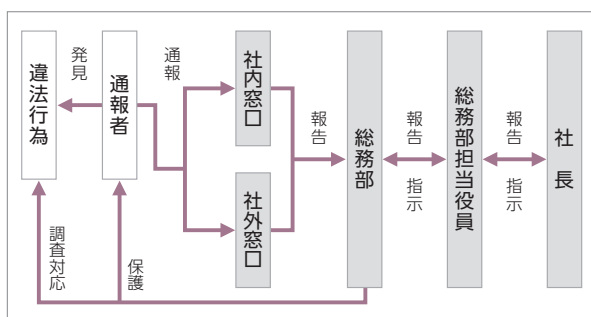 違法行為
発見
通報者
通報
社内窓口
社外窓口
報告
総務部
報告
指示
総務部担当役員
報告
指示
社長
調査対応
保護